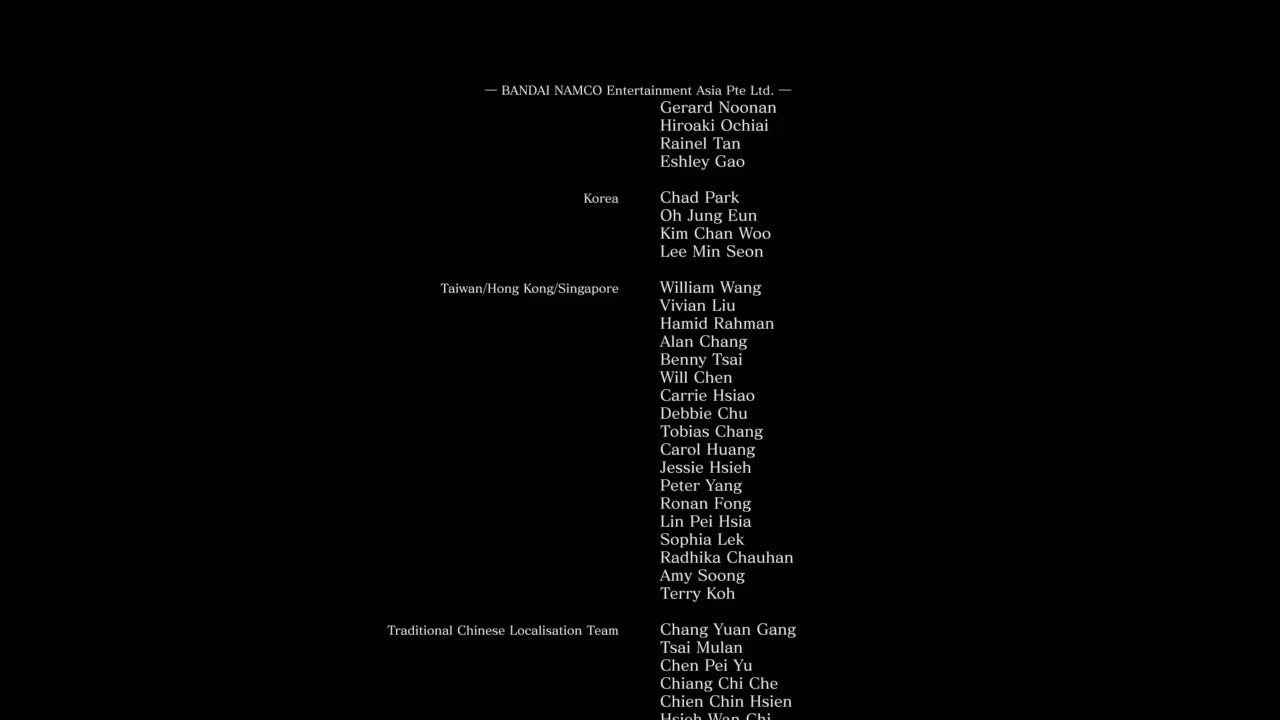 — BANDAI NAMCO Entertainment Asia Pte Ltd. —
Gerard Noonan
Hiroaki Ochiai
Rainel Tan
Eshley Gao
Korea Chad Park
Oh Jung Eun
Kim Chan Woo
Lee Min Seon
Taiwan/Hong Kong/Singapore William Wang
Vivian Liu
Hamid Rahman
Alan Chang
Benny Tsai
Will Chen
Carrie Hsiao
Debbie Chu
Tobias Chang
Carol Huang
Jessie Hsieh
Peter Yang
Ronan Fong
Lin Pei Hsia
Sophia Lek
Radhika Chauhan
Amy Soong
Terry Koh
Traditional Chinese Localisation Team Chang Yuan Gang
Tsai Mulan
Chen Pei Yu
Chiang Chi Che
Chien Chin Hsien
Hsieh Wan Chi